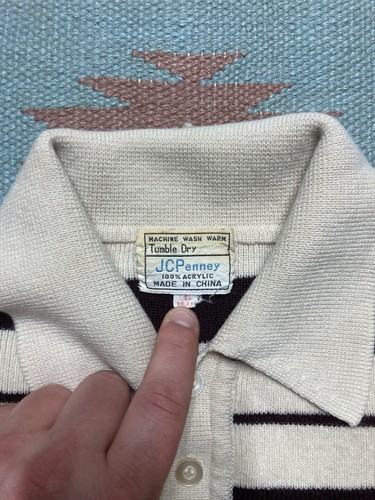 MACHINE WASH WARM
Tumble Dry
JCPenney
100% ACRYLIC
MADE IN CHINA